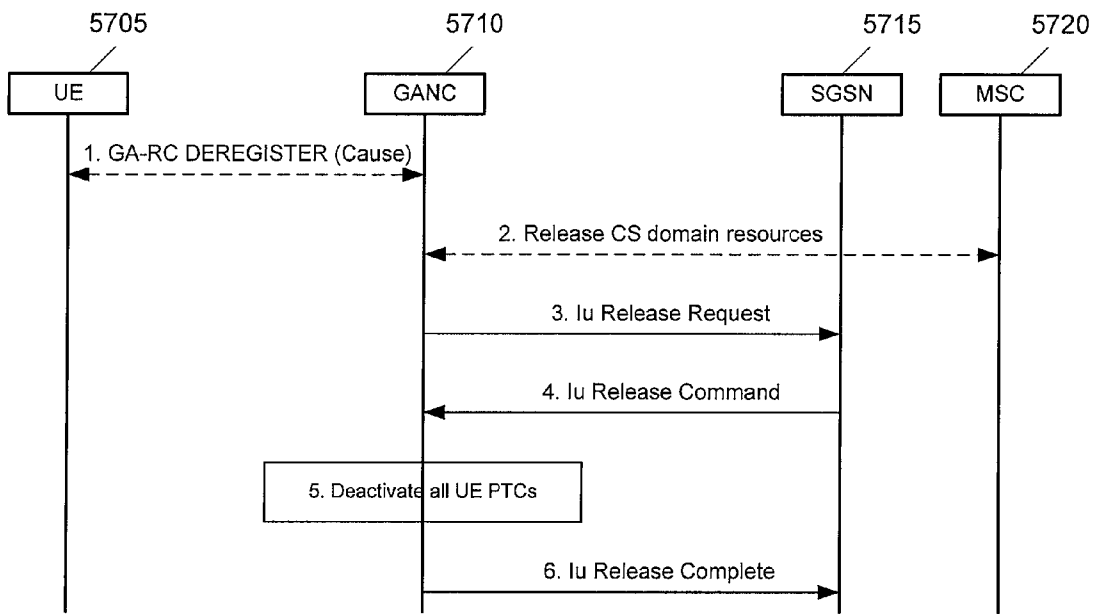 5705 5710 5715 5720
UE GANC SGSN MSC
1. GA-RC DEREGISTER (Cause)
2. Release CS domain resources
3. Iu Release Request
4. Iu Release Command
5. Deactivate all UE PTCs
6. Iu Release Complete